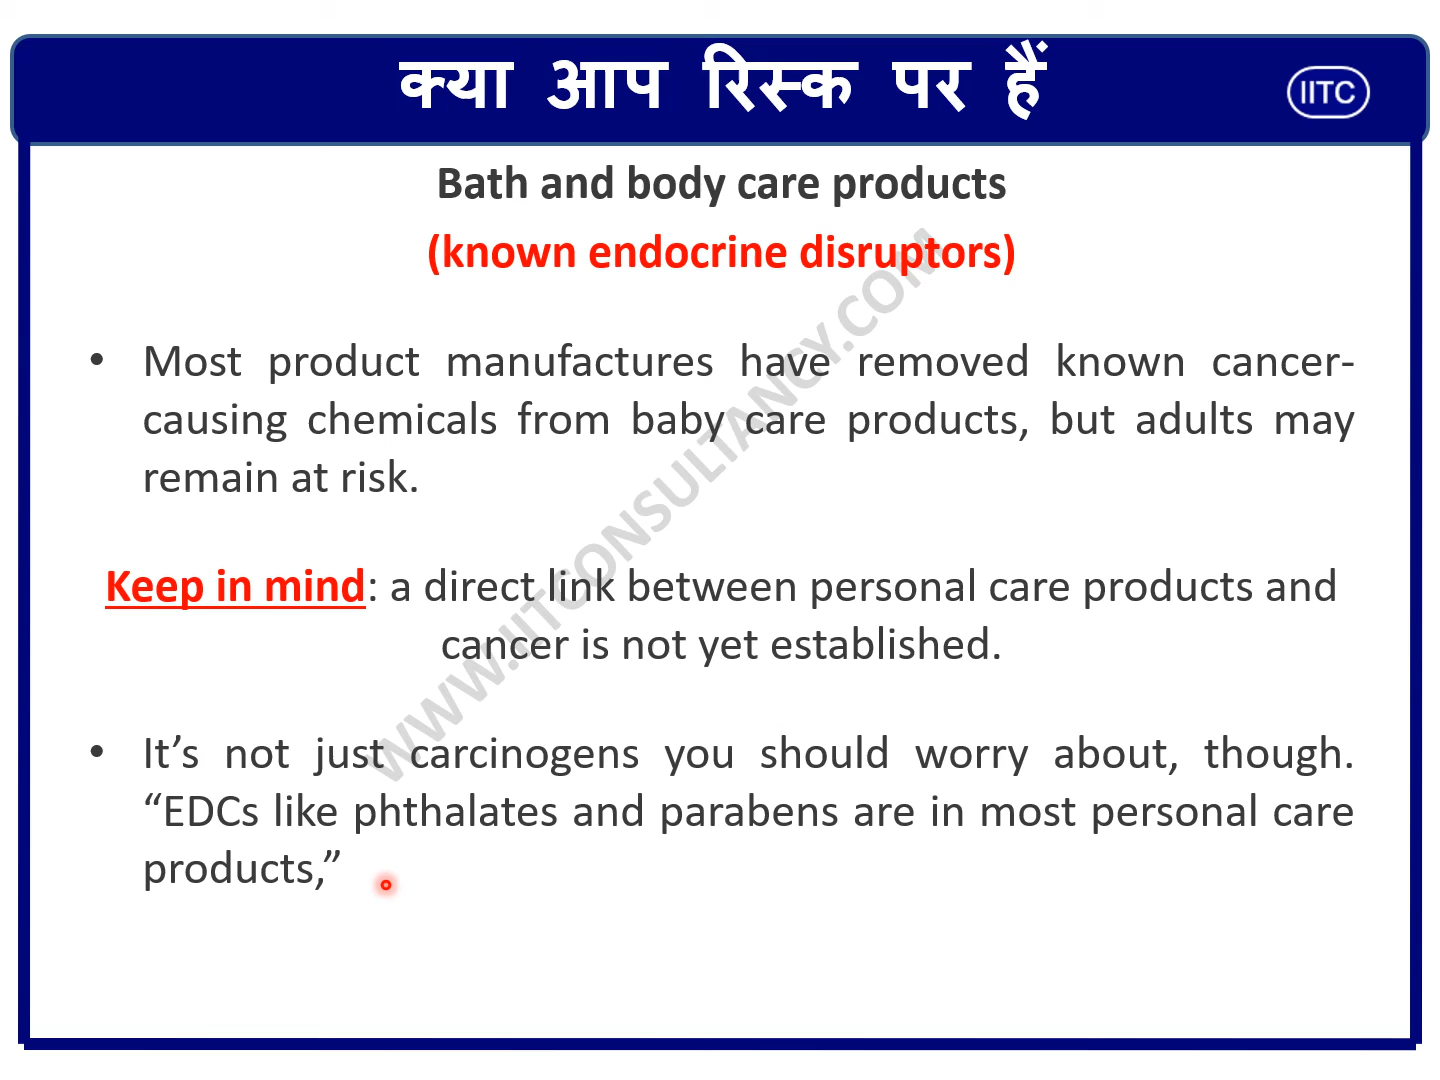 क्या आप रिस्क पर हैं
IITC
Bath and body care products
(known endocrine disruptors)
• Most product manufactures have removed known cancer-
causing chemicals from baby care products, but adults may
remain at risk.
Keep in mind: a direct link between personal care products and
cancer is not yet established.
• It’s not just carcinogens you should worry about, though.
“EDCs like phthalates and parabens are in most personal care
products,”
WWW.IITCONSULTANCY.COM